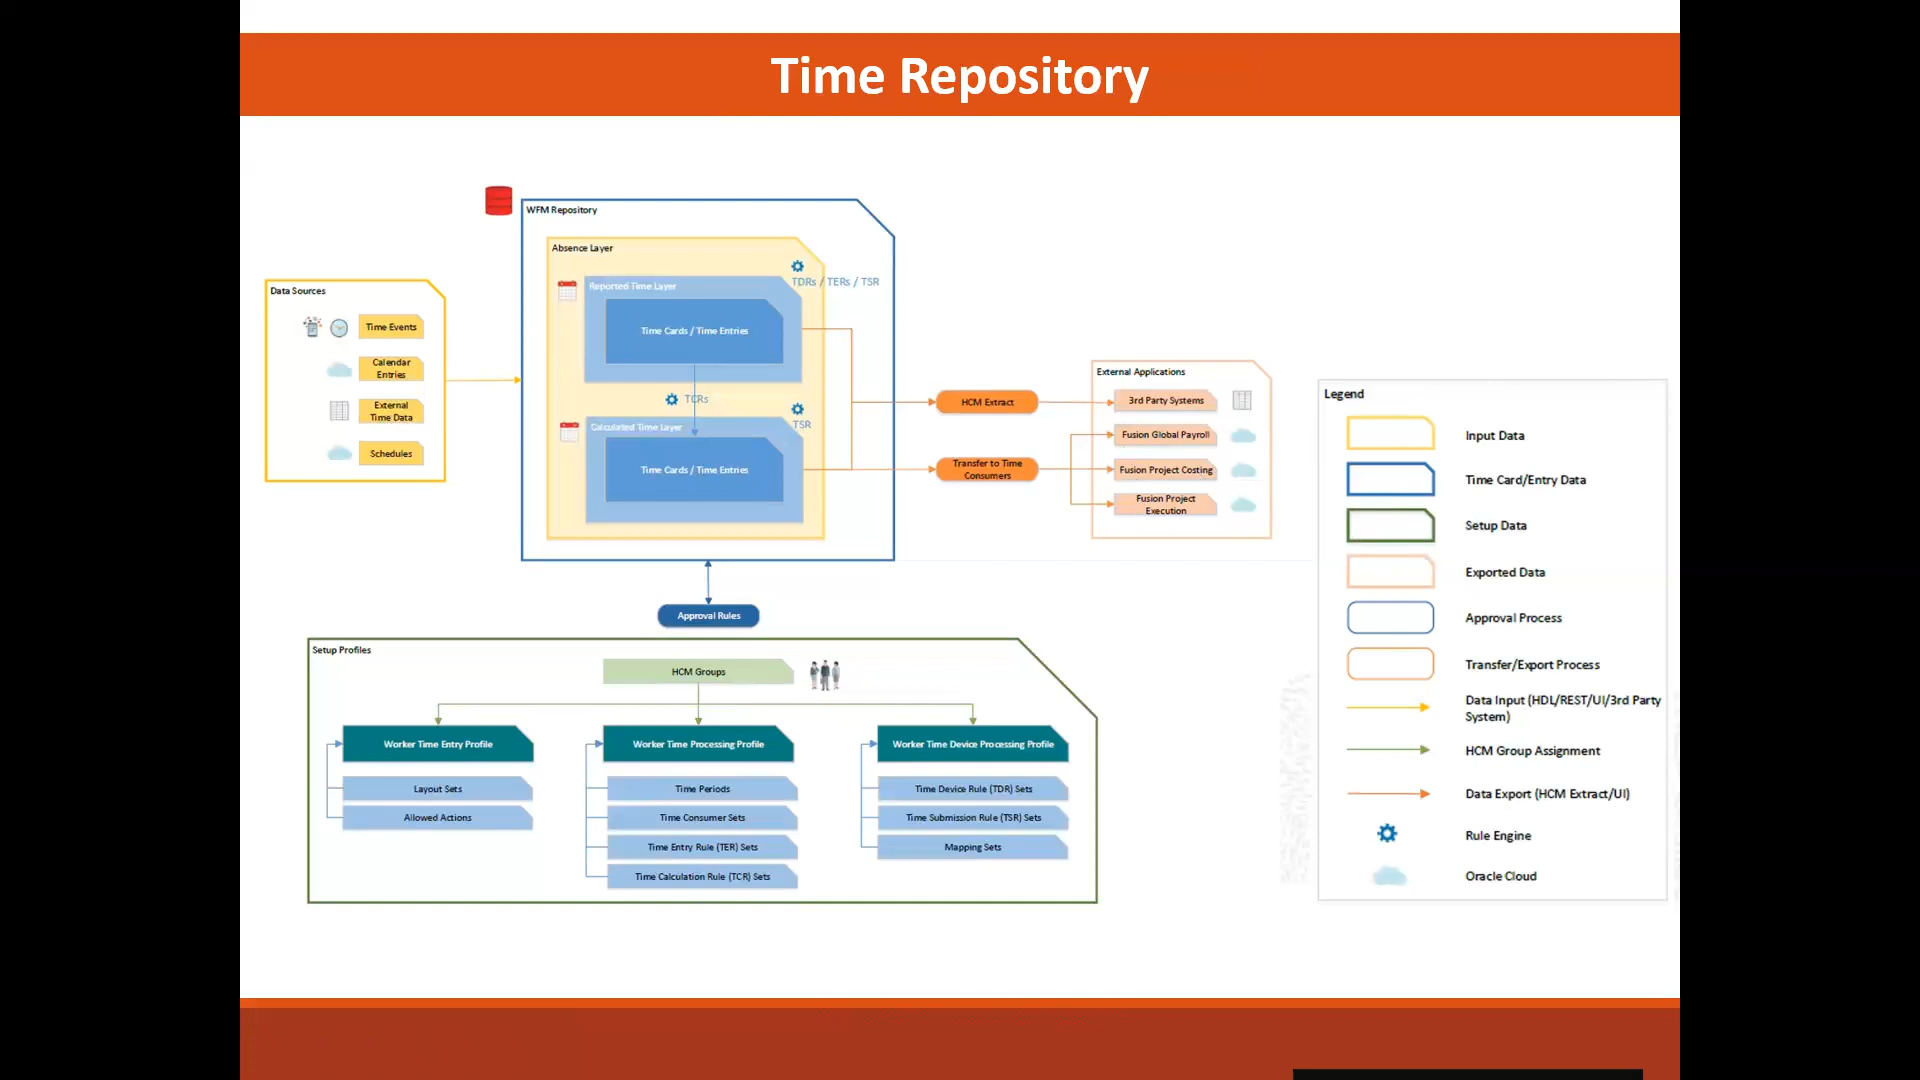 Time Repository
WFM Repository
Absence Layer
TDRs / TERs / TSR
Reported Time Layer
Time Cards / Time Entries
TCRs
TSR
Calculated Time Layer
Time Cards / Time Entries
Data Sources
Time Events
Calendar
Entries
External
Time Data
Schedules
HCM Extract
Transfer to Time
Consumers
External Applications
3rd Party Systems
Fusion Global Payroll
Fusion Project Costing
Fusion Project
Execution
Approval Rules
Setup Profiles
HCM Groups
Worker Time Entry Profile
Layout Sets
Allowed Actions
Worker Time Processing Profile
Time Periods
Time Consumer Sets
Time Entry Rule (TER) Sets
Time Calculation Rule (TCR) Sets
Worker Time Device Processing Profile
Time Device Rule (TDR) Sets
Time Submission Rule (TSR) Sets
Mapping Sets
Legend
Input Data
Time Card/Entry Data
Setup Data
Exported Data
Approval Process
Transfer/Export Process
Data Input (HDL/REST/UI/3rd Party
System)
HCM Group Assignment
Data Export (HCM Extract/UI)
Rule Engine
Oracle Cloud